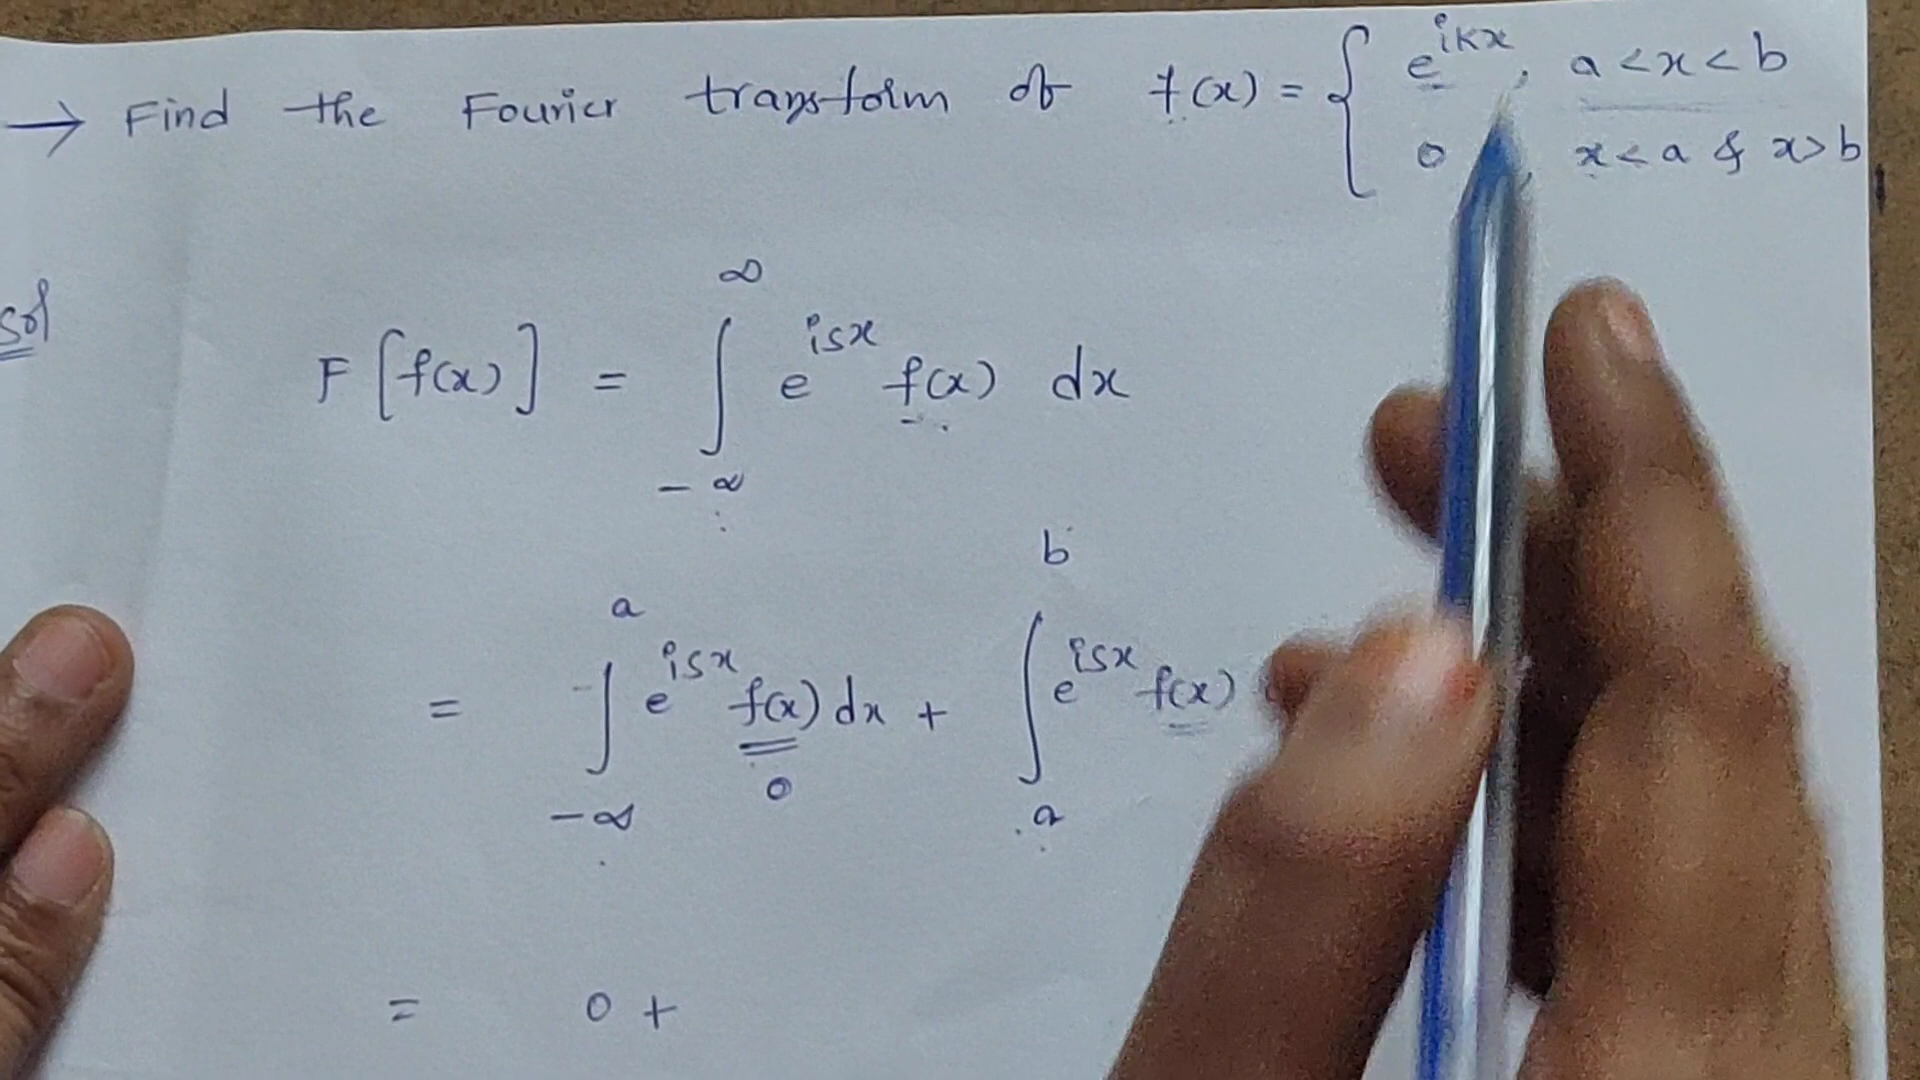 → Find the Fourier transform of f(x) = { e^{ikx}, a<x<b
0, x<a & x>b
sol
F[f(x)] = ∫_{-∞}^{∞} e^{isx} f(x) dx
= ∫_{-∞}^{a} e^{isx} f(x) dx + ∫_{a}^{b} e^{isx} f(x)
0
= 0 +